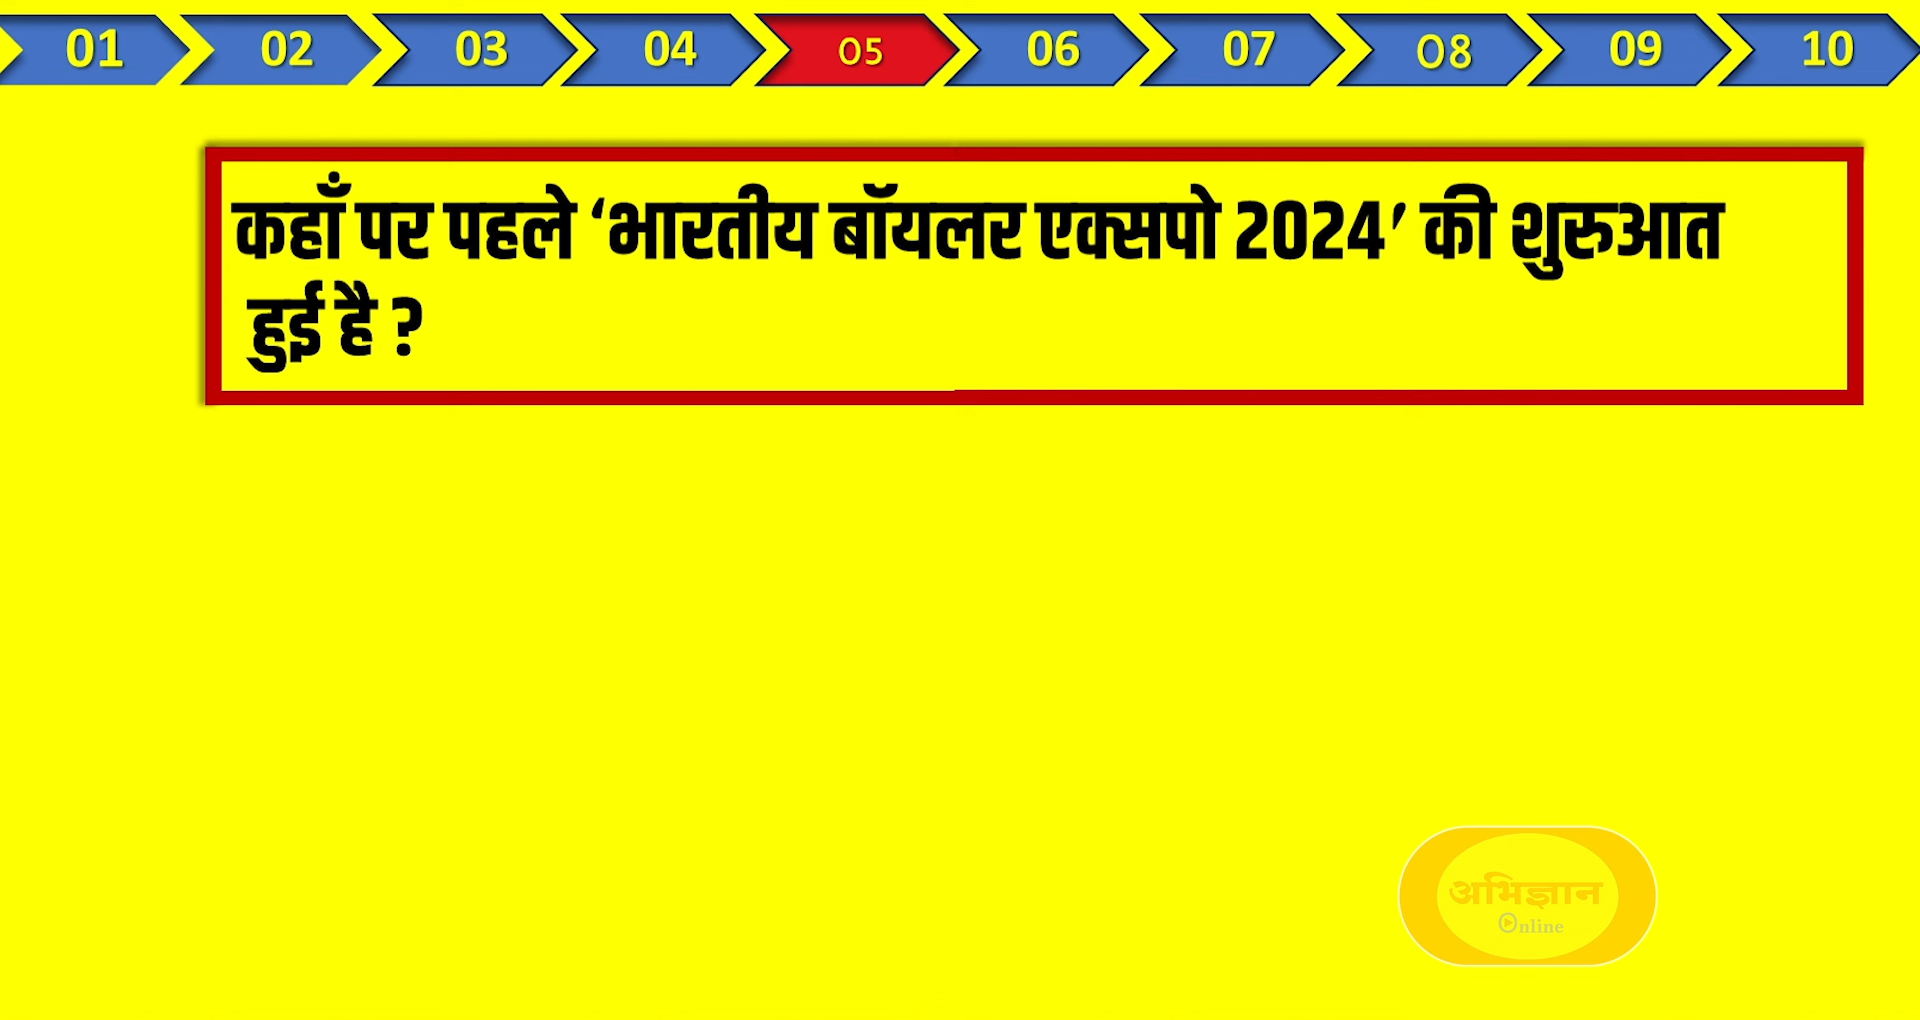 01 02 03 04 05 06 07 08 09 10
कहाँ पर पहले ‘भारतीय बॉयलर एक्सपो 2024’ की शुरुआत
हुई है ?
अभिज्ञान
Online